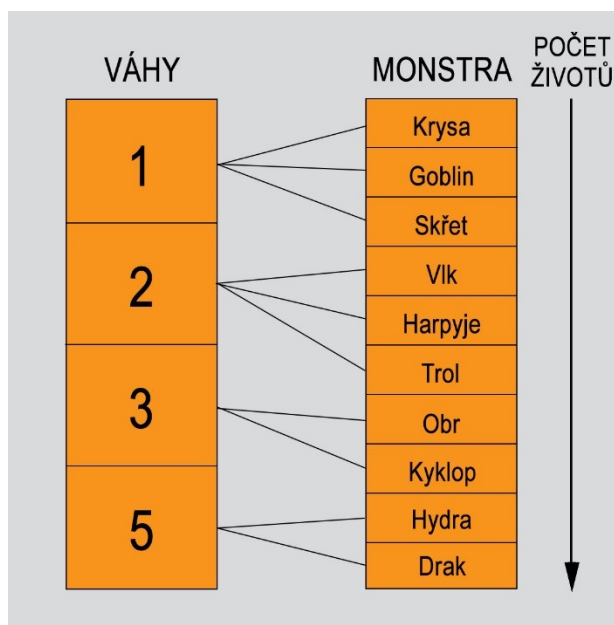 VÁHY
1
2
3
5
MONSTRA
Krysa
Goblin
Skřet
Vlk
Harpyje
Trol
Obr
Kyklop
Hydra
Drak
POČET
ŽIVOTŮ